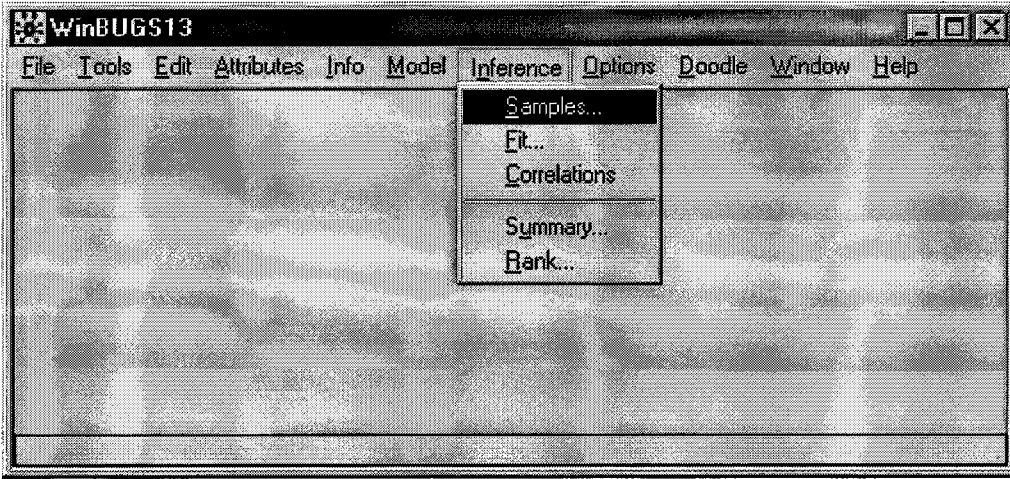 WinBUGS13
File Tools Edit Attributes Info Model Inference Options Doodle Window Help
Samples...
Fit...
Correlations
Summary...
Rank...